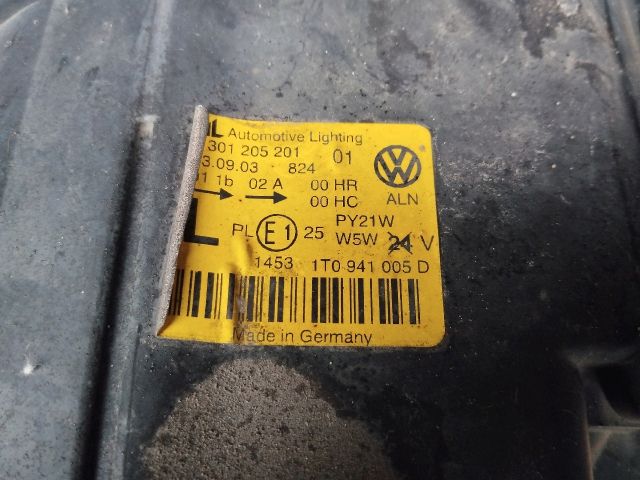 Automotive Lighting
301 205 201 01
3.09.03 824
1b 02 A 00 HR
00 HC ALN
L PL E1 25 PY21W
W5W 24 V
1453 1T0 941 005 D
Made in Germany